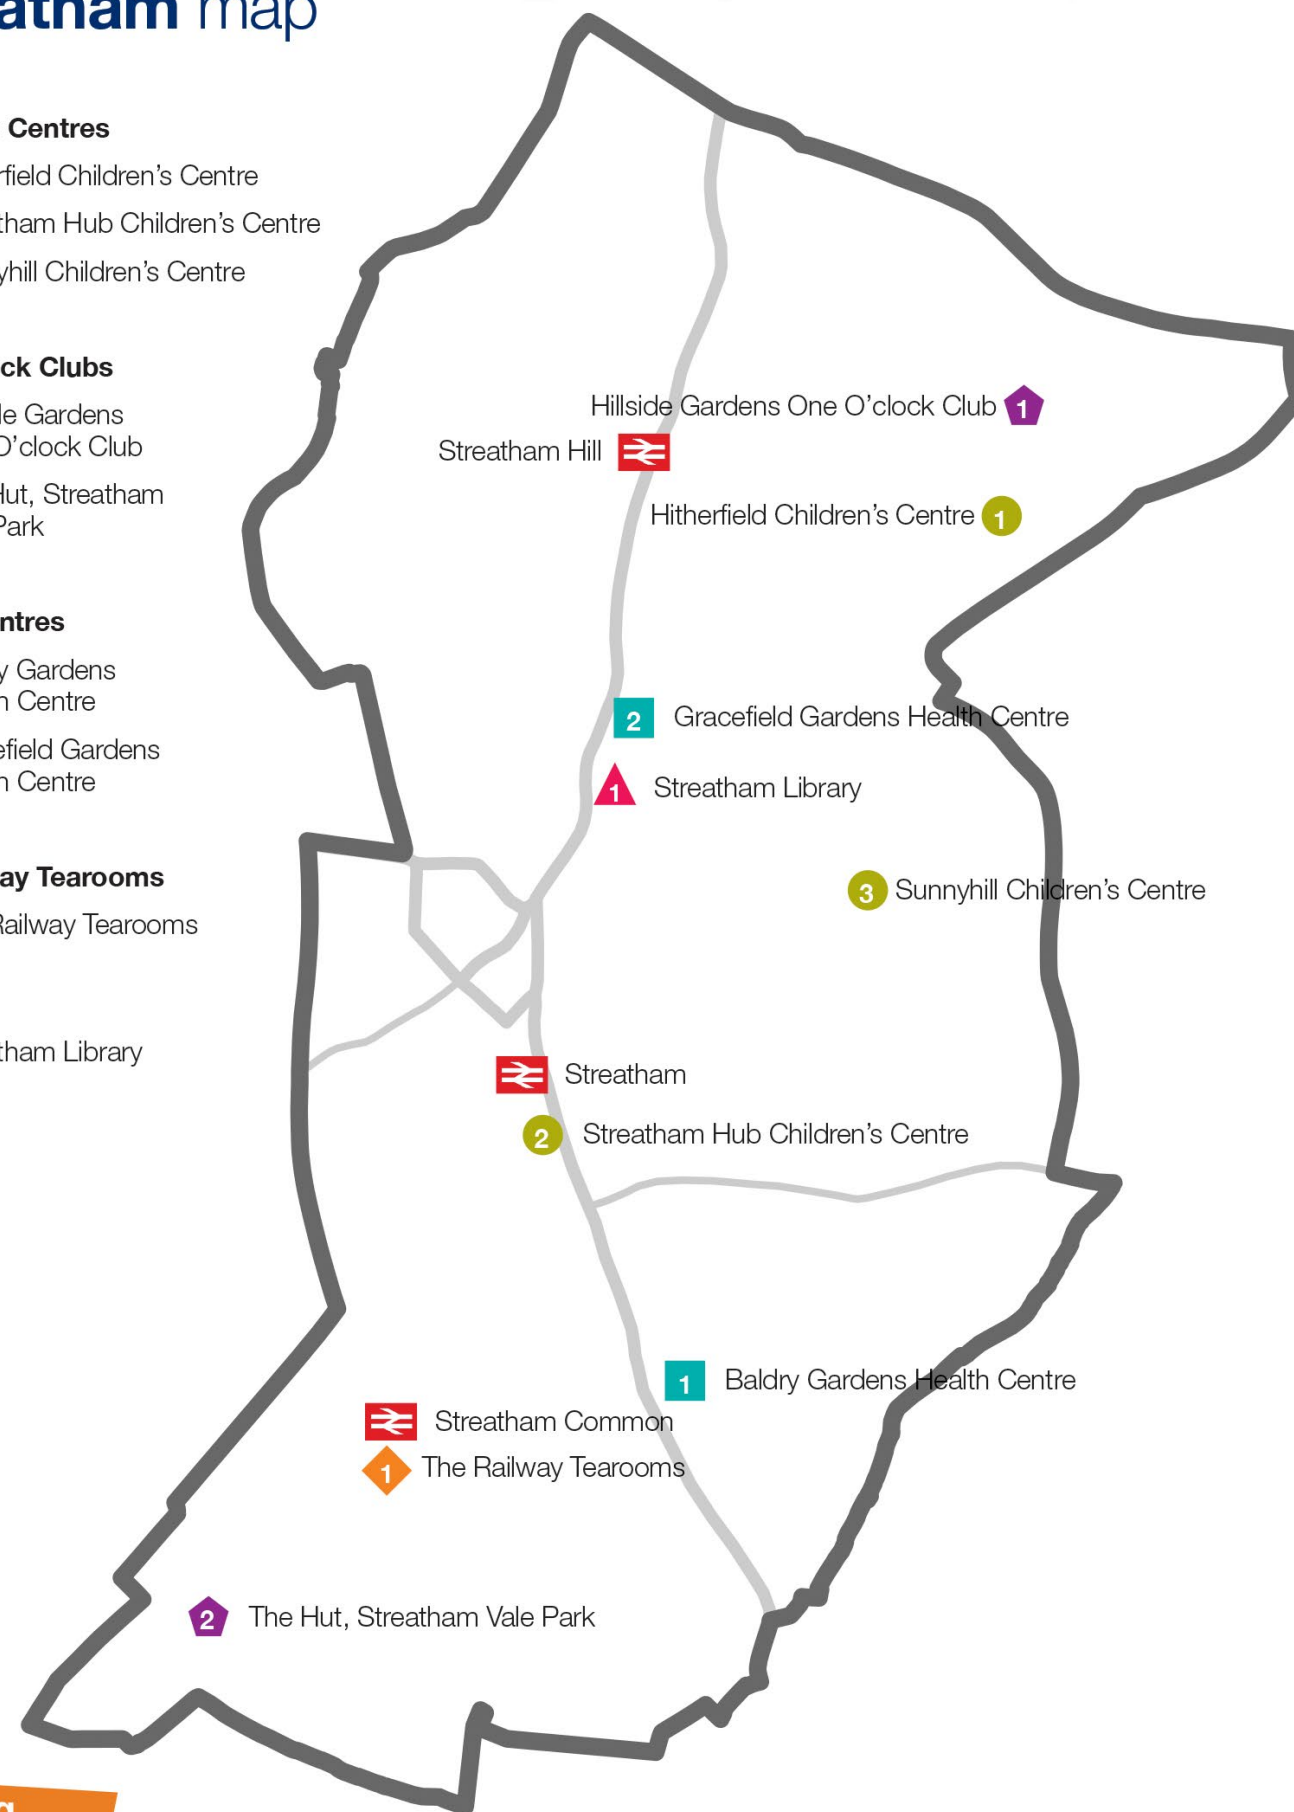 atham map
Centres
rfield Children's Centre
tham Hub Children's Centre
yhill Children's Centre
ck Clubs
le Gardens
O'clock Club
Hut, Streatham
Park
ntres
y Gardens
h Centre
efield Gardens
h Centre
ay Tearooms
Railway Tearooms
tham Library
Hillside Gardens One O'clock Club 1
Streatham Hill
Hitherfield Children's Centre 1
2 Gracefield Gardens Health Centre
1 Streatham Library
3 Sunnyhill Children's Centre
Streatham
2 Streatham Hub Children's Centre
1 Baldry Gardens Health Centre
Streatham Common
1 The Railway Tearooms
2 The Hut, Streatham Vale Park